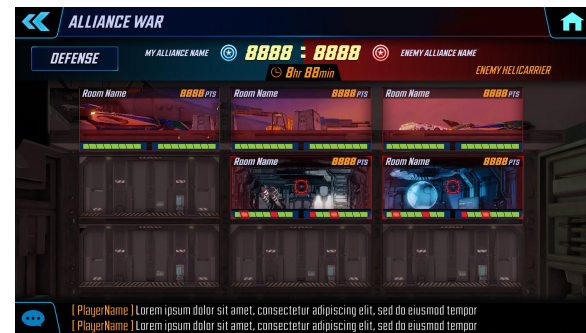 ALLIANCE WAR
DEFENSE
MY ALLIANCE NAME 8888 : 8888 ENEMY ALLIANCE NAME
8hr 88min
ENEMY HELICARRIER
Room Name 8888 PTS Room Name 8888 PTS Room Name 8888 PTS
Room Name 8888 PTS Room Name 8888 PTS
[ PlayerName ] Lorem ipsum dolor sit amet, consectetur adipiscing elit, sed do eiusmod tempor
[ PlayerName ] Lorem ipsum dolor sit amet, consectetur adipiscing elit, sed do eiusmod tempor